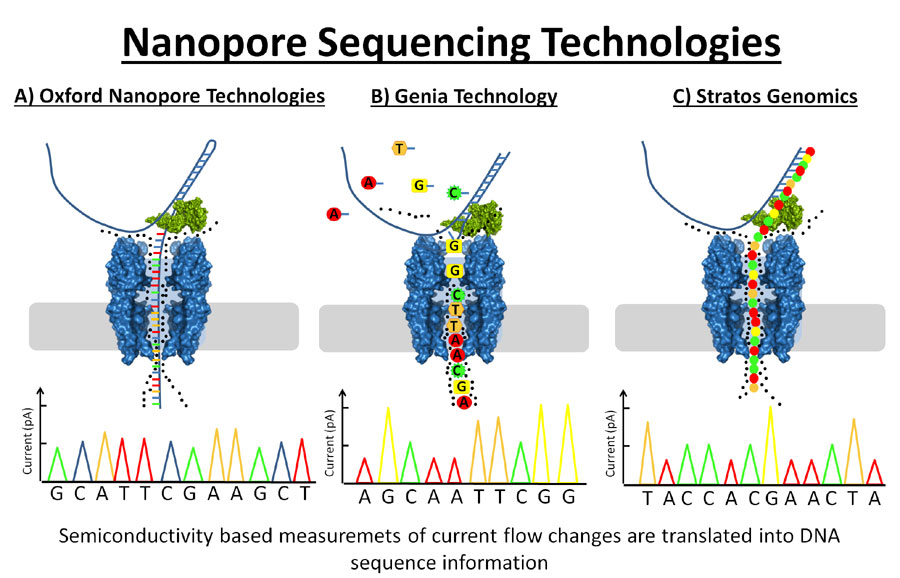 Nanopore Sequencing Technologies
A) Oxford Nanopore Technologies
B) Genia Technology
C) Stratos Genomics
T
A
G
C
A
G
G
C
T
T
A
A
C
G
A
Current (pA)
G C A T T C G A A G C T
Current (pA)
A G C A A T T C G G
Current (pA)
T A C C A C G A A C T A
Semiconductivity based measuremets of current flow changes are translated into DNA
sequence information